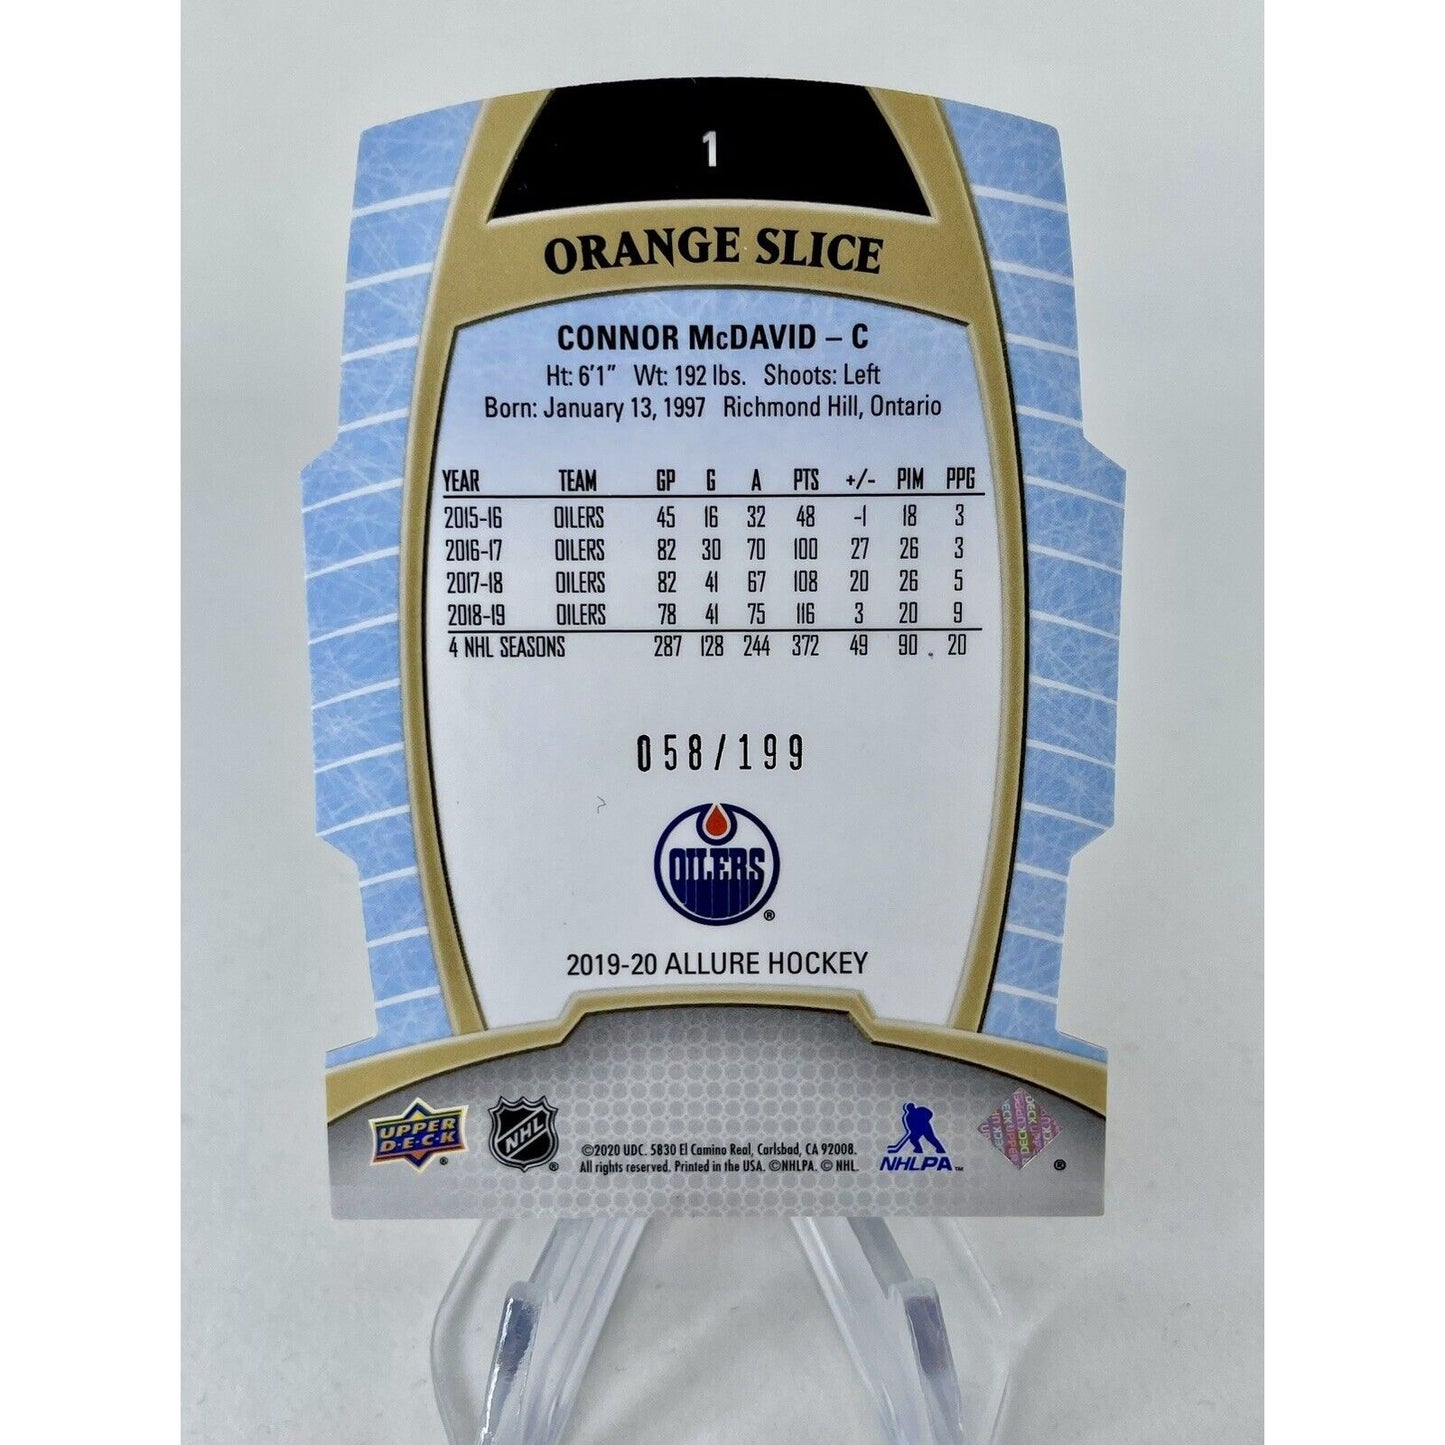 1
ORANGE SLICE
CONNOR McDAVID – C
Ht: 6'1" Wt: 192 lbs. Shoots: Left
Born: January 13, 1997 Richmond Hill, Ontario
YEAR TEAM GP G A PTS +/- PIM PPG
2015-16 OILERS 45 16 32 48 -1 18 3
2016-17 OILERS 82 30 70 100 27 26 3
2017-18 OILERS 82 41 67 108 20 26 5
2018-19 OILERS 78 41 75 116 3 20 9
4 NHL SEASONS 287 128 244 372 49 90 20
058/199
OILERS ®
2019-20 ALLURE HOCKEY
UPPER
D·E·C·K ®
NHL ®
©2020 UDC. 5830 El Camino Real, Carlsbad, CA 92008.
All rights reserved. Printed in the USA. ©NHLPA. © NHL.
NHLPA™
®